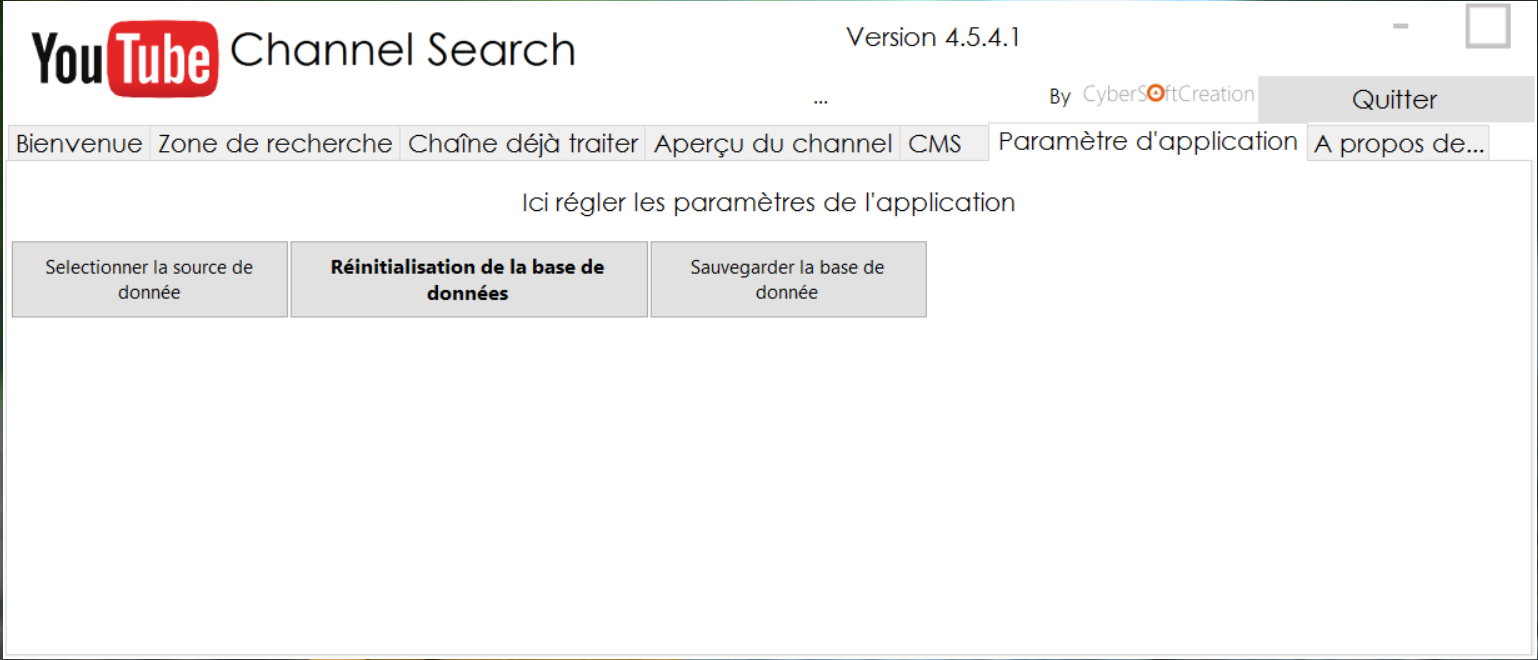 YouTube Channel Search
Version 4.5.4.1
...
By CyberSoftCreation
Quitter
Bienvenue
Zone de recherche
Chaîne déjà traiter
Aperçu du channel
CMS
Paramètre d'application
A propos de...
Ici régler les paramètres de l'application
Selectionner la source de
donnée
Réinitialisation de la base de
données
Sauvegarder la base de
donnée